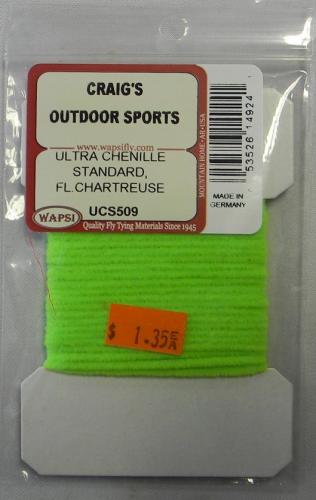 CRAIG'S
OUTDOOR SPORTS
www.wapsifly.com
ULTRA CHENILLE
STANDARD,
FL.CHARTREUSE
UCS509
WAPSI
Quality Fly Tying Materials Since 1945
MOUNTAIN HOME•AR•USA
53526 14924
MADE IN
GERMANY
$ 1.35 EA